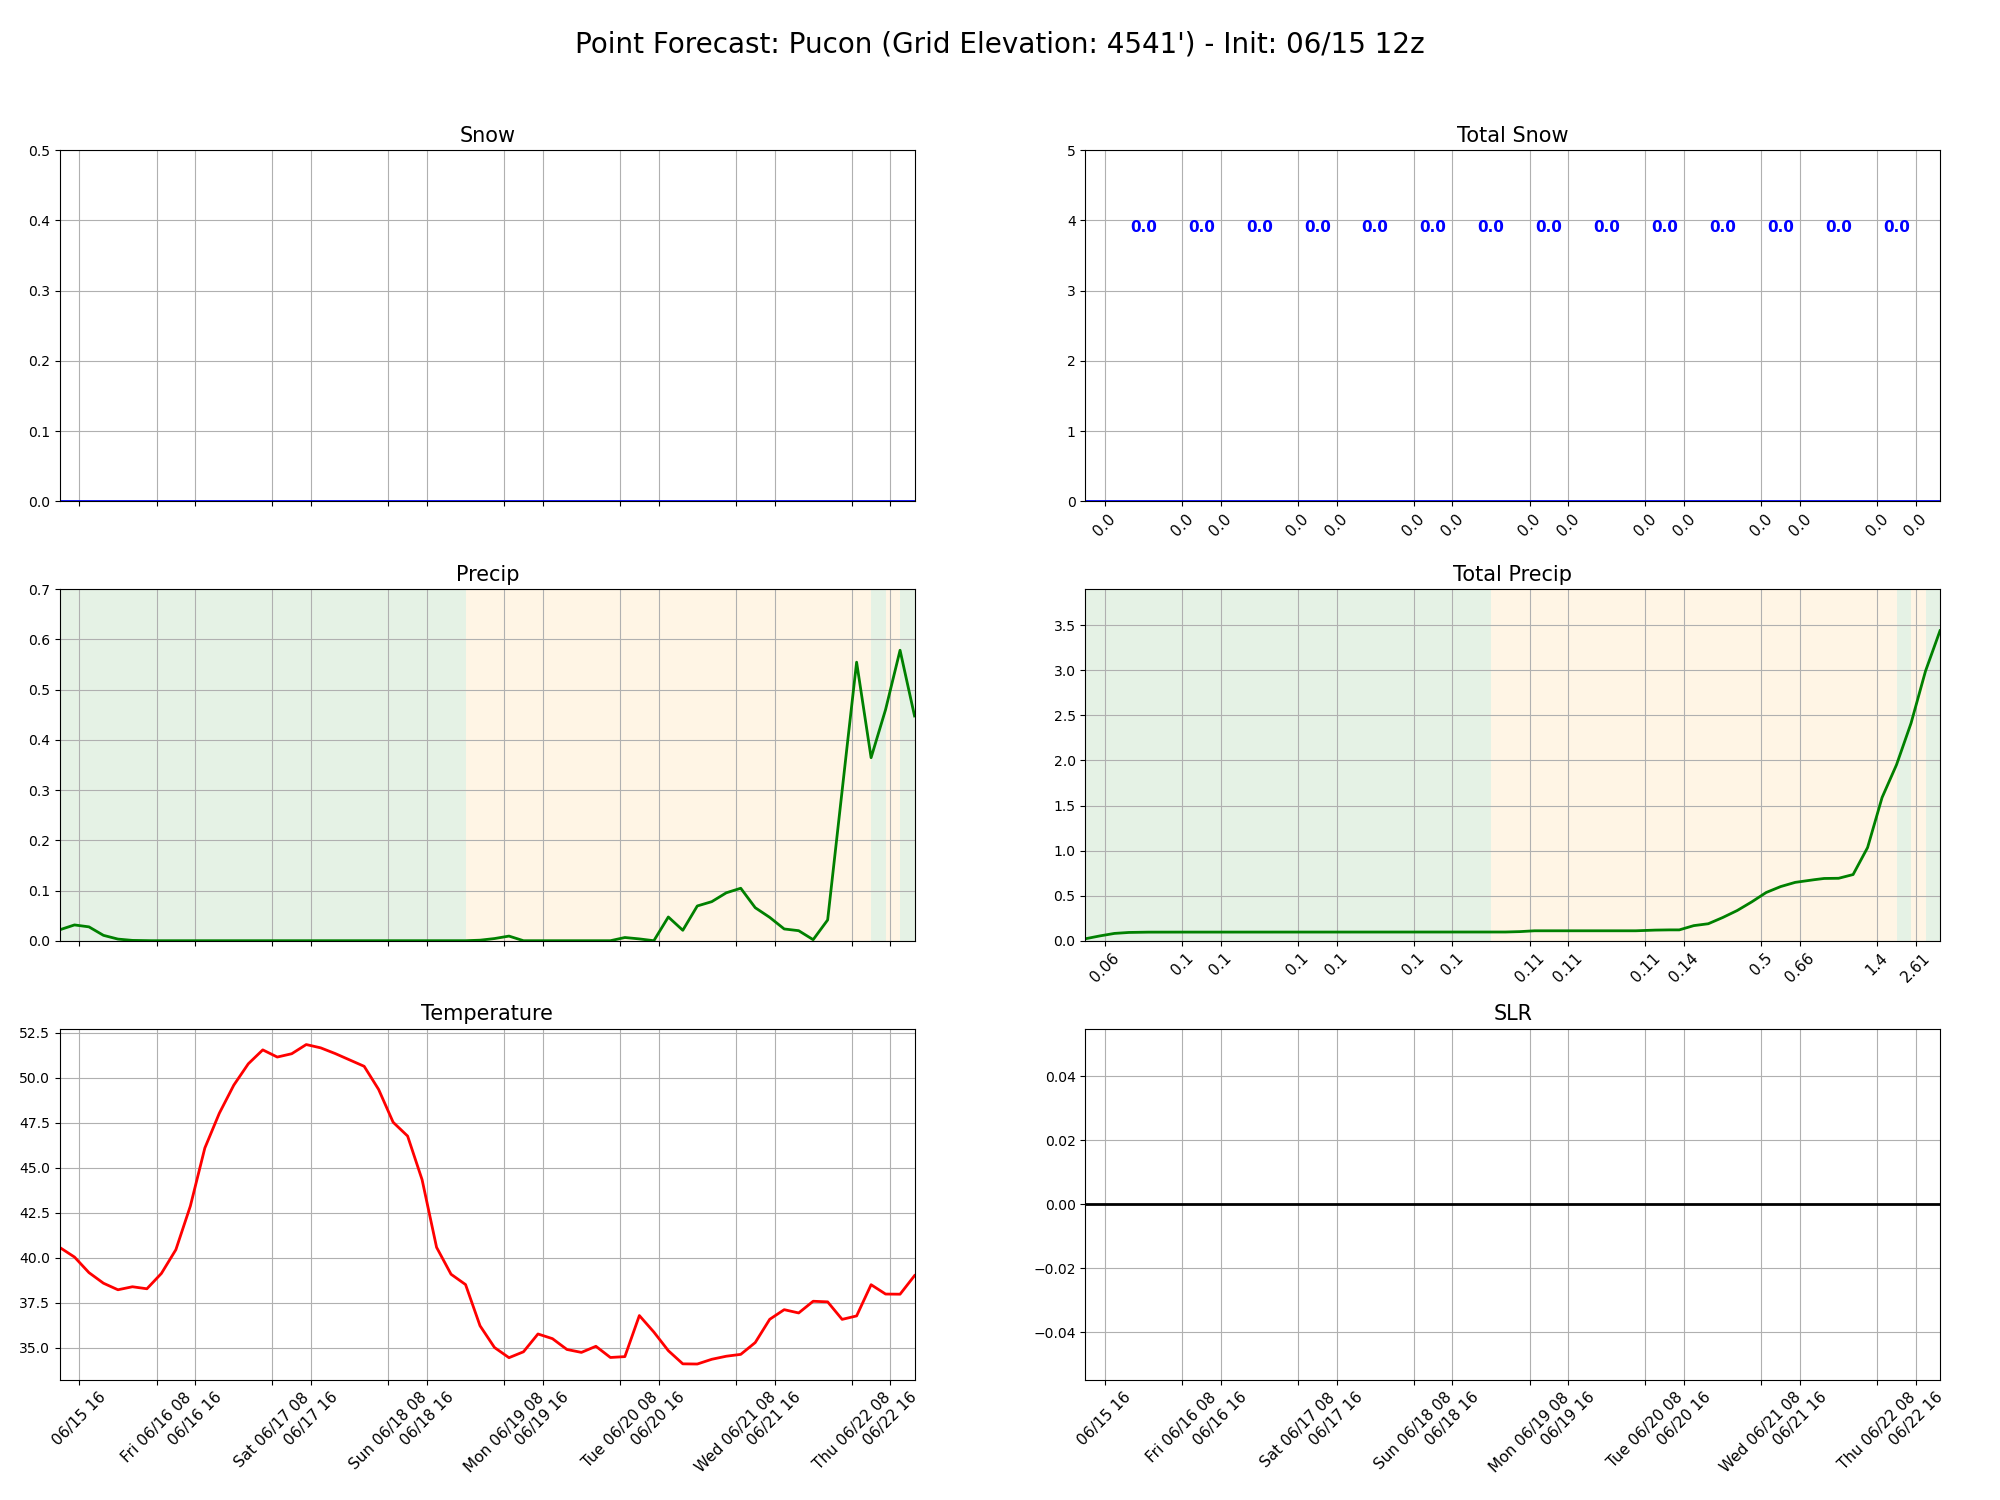 Point Forecast: Pucon (Grid Elevation: 4541') - Init: 06/15 12z
Snow
0.5
0.4
0.3
0.2
0.1
0.0
Total Snow
5
4
3
2
1
0
0.0 0.0 0.0 0.0 0.0 0.0 0.0 0.0 0.0 0.0 0.0 0.0 0.0 0.0
0.0 0.0 0.0 0.0 0.0 0.0 0.0 0.0 0.0 0.0 0.0 0.0 0.0 0.0 0.0
Precip
0.7
0.6
0.5
0.4
0.3
0.2
0.1
0.0
Total Precip
3.5
3.0
2.5
2.0
1.5
1.0
0.5
0.0
0.06 0.1 0.1 0.1 0.1 0.1 0.1 0.11 0.11 0.11 0.14 0.5 0.66 1.4 2.61
Temperature
52.5
50.0
47.5
45.0
42.5
40.0
37.5
35.0
06/15 16
Fri 06/16 08
06/16 16
Sat 06/17 08
06/17 16
Sun 06/18 08
06/18 16
Mon 06/19 08
06/19 16
Tue 06/20 08
06/20 16
Wed 06/21 08
06/21 16
Thu 06/22 08
06/22 16
SLR
0.04
0.02
0.00
−0.02
−0.04
06/15 16
Fri 06/16 08
06/16 16
Sat 06/17 08
06/17 16
Sun 06/18 08
06/18 16
Mon 06/19 08
06/19 16
Tue 06/20 08
06/20 16
Wed 06/21 08
06/21 16
Thu 06/22 08
06/22 16